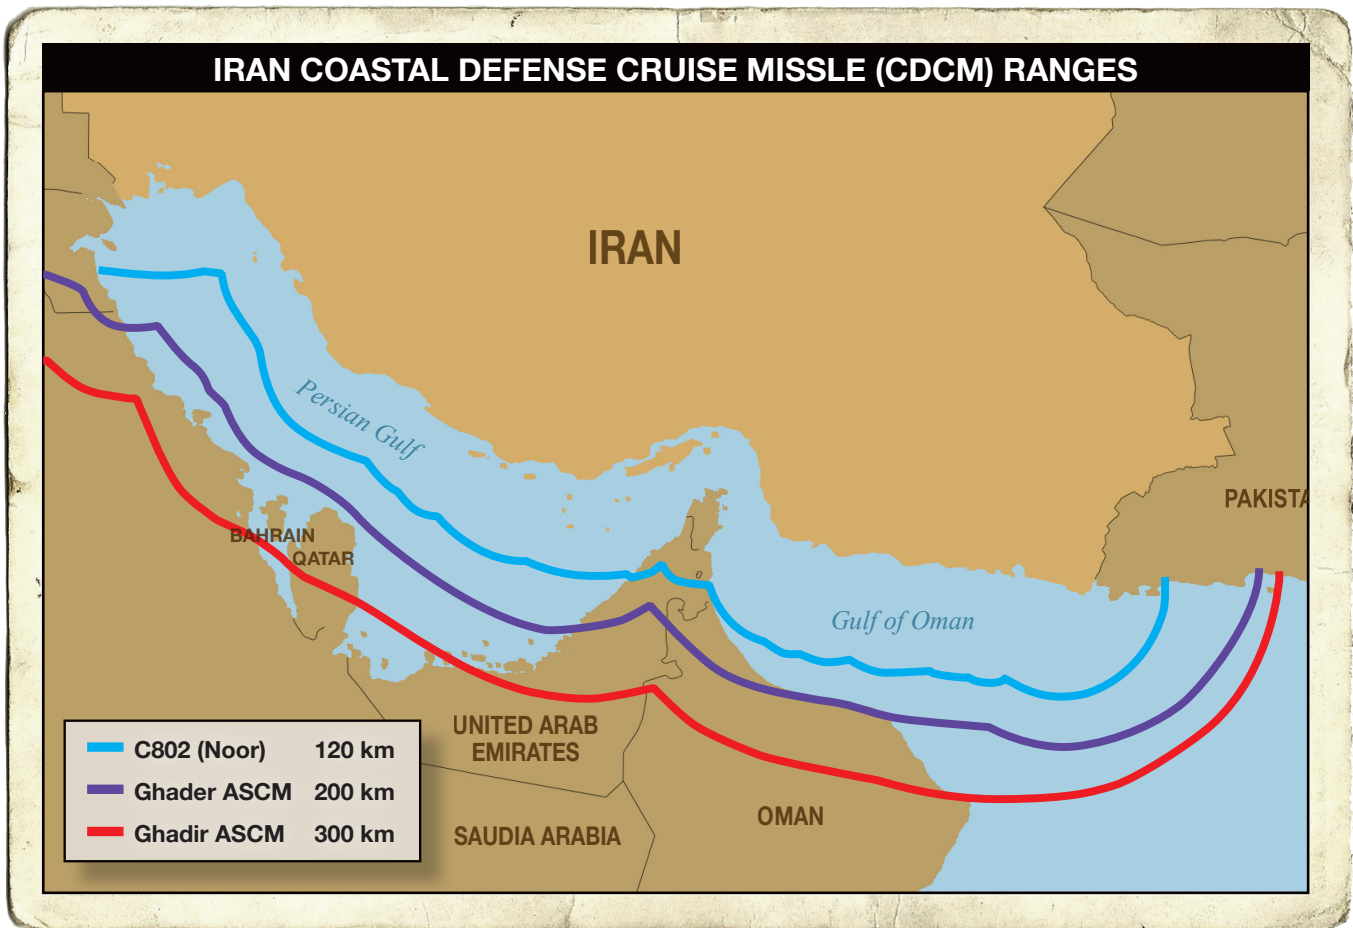 IRAN COASTAL DEFENSE CRUISE MISSLE (CDCM) RANGES
IRAN
Persian Gulf
PAKISTA
BAHRAIN
QATAR
Gulf of Oman
UNITED ARAB
EMIRATES
OMAN
SAUDIA ARABIA
C802 (Noor) 120 km
Ghader ASCM 200 km
Ghadir ASCM 300 km